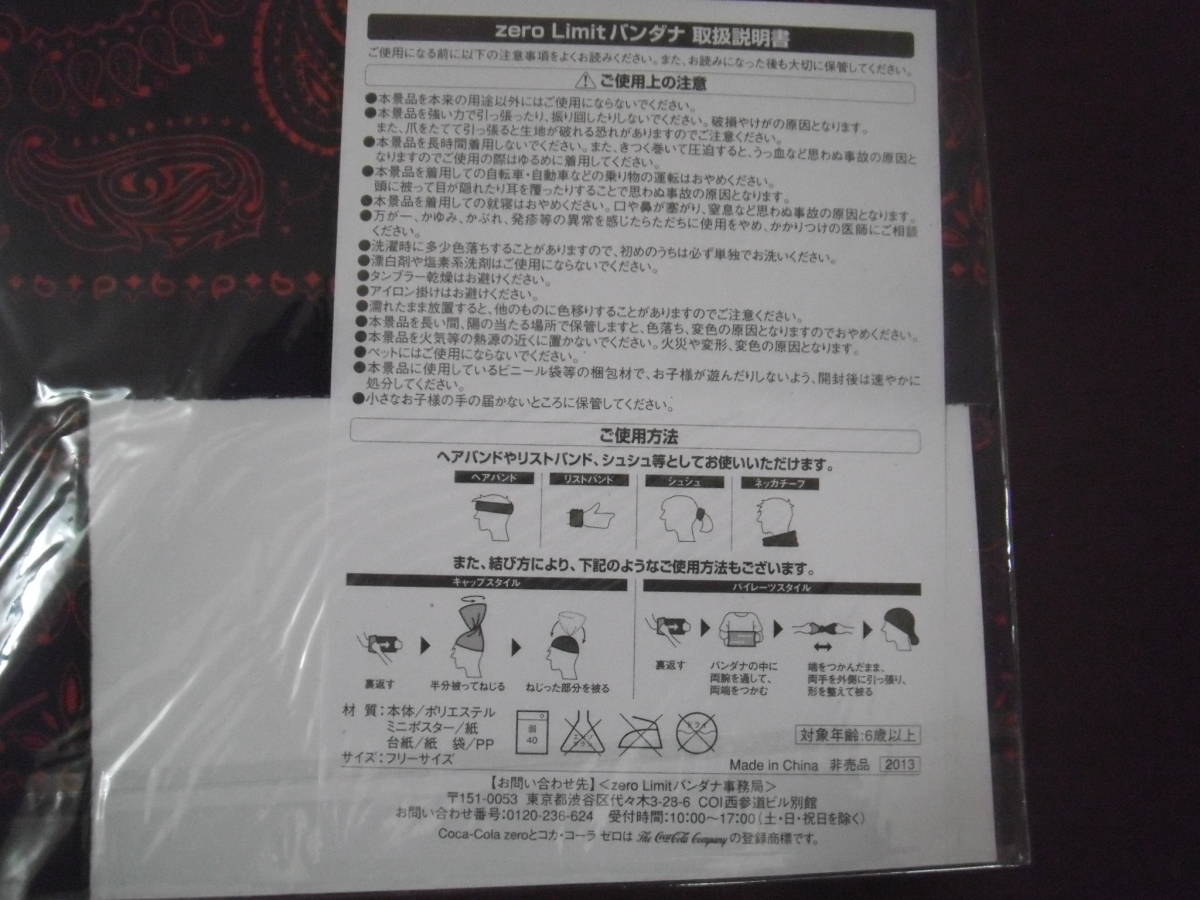 zero Limitバンダナ 取扱説明書
ご使用になる前に以下の注意事項をよくお読みください。また、お読みになった後も大切に保管してください。
ご使用上の注意
●本景品を本来の用途以外にはご使用にならないでください。
●本景品を強い力で引っ張ったり、振り回したりしないでください。破損やけがの原因となります。
また、爪をたてて引っ張ると生地が破れる恐れがありますのでご注意ください。
●本景品を長時間着用しないでください。また、きつく巻いて圧迫すると、うっ血など思わぬ事故の原因と
なりますのでご使用の際はゆるめに着用してください。
●本景品を着用しての自転車・自動車などの乗り物の運転はおやめください。
頭に被って目が隠れたり耳を覆ったりすることで思わぬ事故の原因となります。
●本景品を着用しての就寝はおやめください。口や鼻が塞がり、窒息など思わぬ事故の原因となります。
●万が一、かゆみ、かぶれ、発疹等の異常を感じたらただちに使用をやめ、かかりつけの医師にご相談
ください。
●洗濯時に多少色落ちすることがありますので、初めのうちは必ず単独でお洗いください。
●漂白剤や塩素系洗剤はご使用にならないでください。
●タンブラー乾燥はお避けください。
●アイロン掛けはお避けください。
●濡れたまま放置すると、他のものに色移りすることがありますのでご注意ください。
●本景品を長い間、陽の当たる場所で保管しますと、色落ち、変色の原因となりますのでおやめください。
●本景品を火気等の熱源の近くに置かないでください。火災や変形、変色の原因となります。
●ペットにはご使用にならないでください。
●本景品に使用しているビニール袋等の梱包材で、お子様が遊んだりしないよう、開封後は速やかに
処分してください。
●小さなお子様の手の届かないところに保管してください。
ご使用方法
ヘアバンドやリストバンド、シュシュ等としてお使いいただけます。
ヘアバンド リストバンド シュシュ ネッカチーフ
また、結び方により、下記のようなご使用方法もございます。
キャップスタイル
裏返す 半分被ってねじる ねじった部分を被る
パイレーツスタイル
裏返す
バンダナの中に
両腕を通して、
両端をつかむ
端をつかんだまま、
両手を外側に引っ張り、
形を整えて被る
材 質：本体/ポリエステル
ミニポスター/紙
台紙/紙 袋/PP
サイズ：フリーサイズ
弱
40
エンソ
サラシ
ドライ
対象年齢：6歳以上
Made in China 非売品 2013
【お問い合わせ先】＜zero Limitバンダナ事務局＞
〒151-0053 東京都渋谷区代々木3-28-6 COI西参道ビル別館
お問い合わせ番号：0120-236-624 受付時間：10:00〜17:00（土・日・祝日を除く）
Coca-Cola zeroとコカ・コーラ ゼロは The Coca-Cola Company の登録商標です。